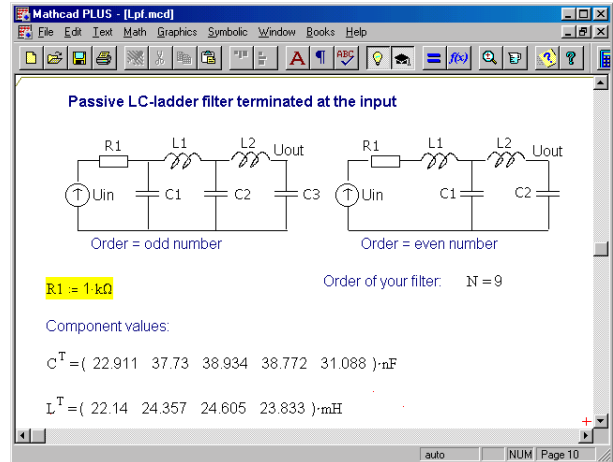 Mathcad PLUS - [Lpf.mcd]
File Edit Text Math Graphics Symbolic Window Books Help
A ¶ ABC = f(x) ?
Passive LC-ladder filter terminated at the input
R1 L1 L2 Uout
Uin C1 C2 C3
Order = odd number
R1 L1 L2 Uout
Uin C1 C2
Order = even number
R1 := 1·kΩ
Order of your filter: N = 9
Component values:
C^T = ( 22.911 37.73 38.934 38.772 31.088 )·nF
L^T = ( 22.14 24.357 24.605 23.833 )·mH
auto NUM Page 10